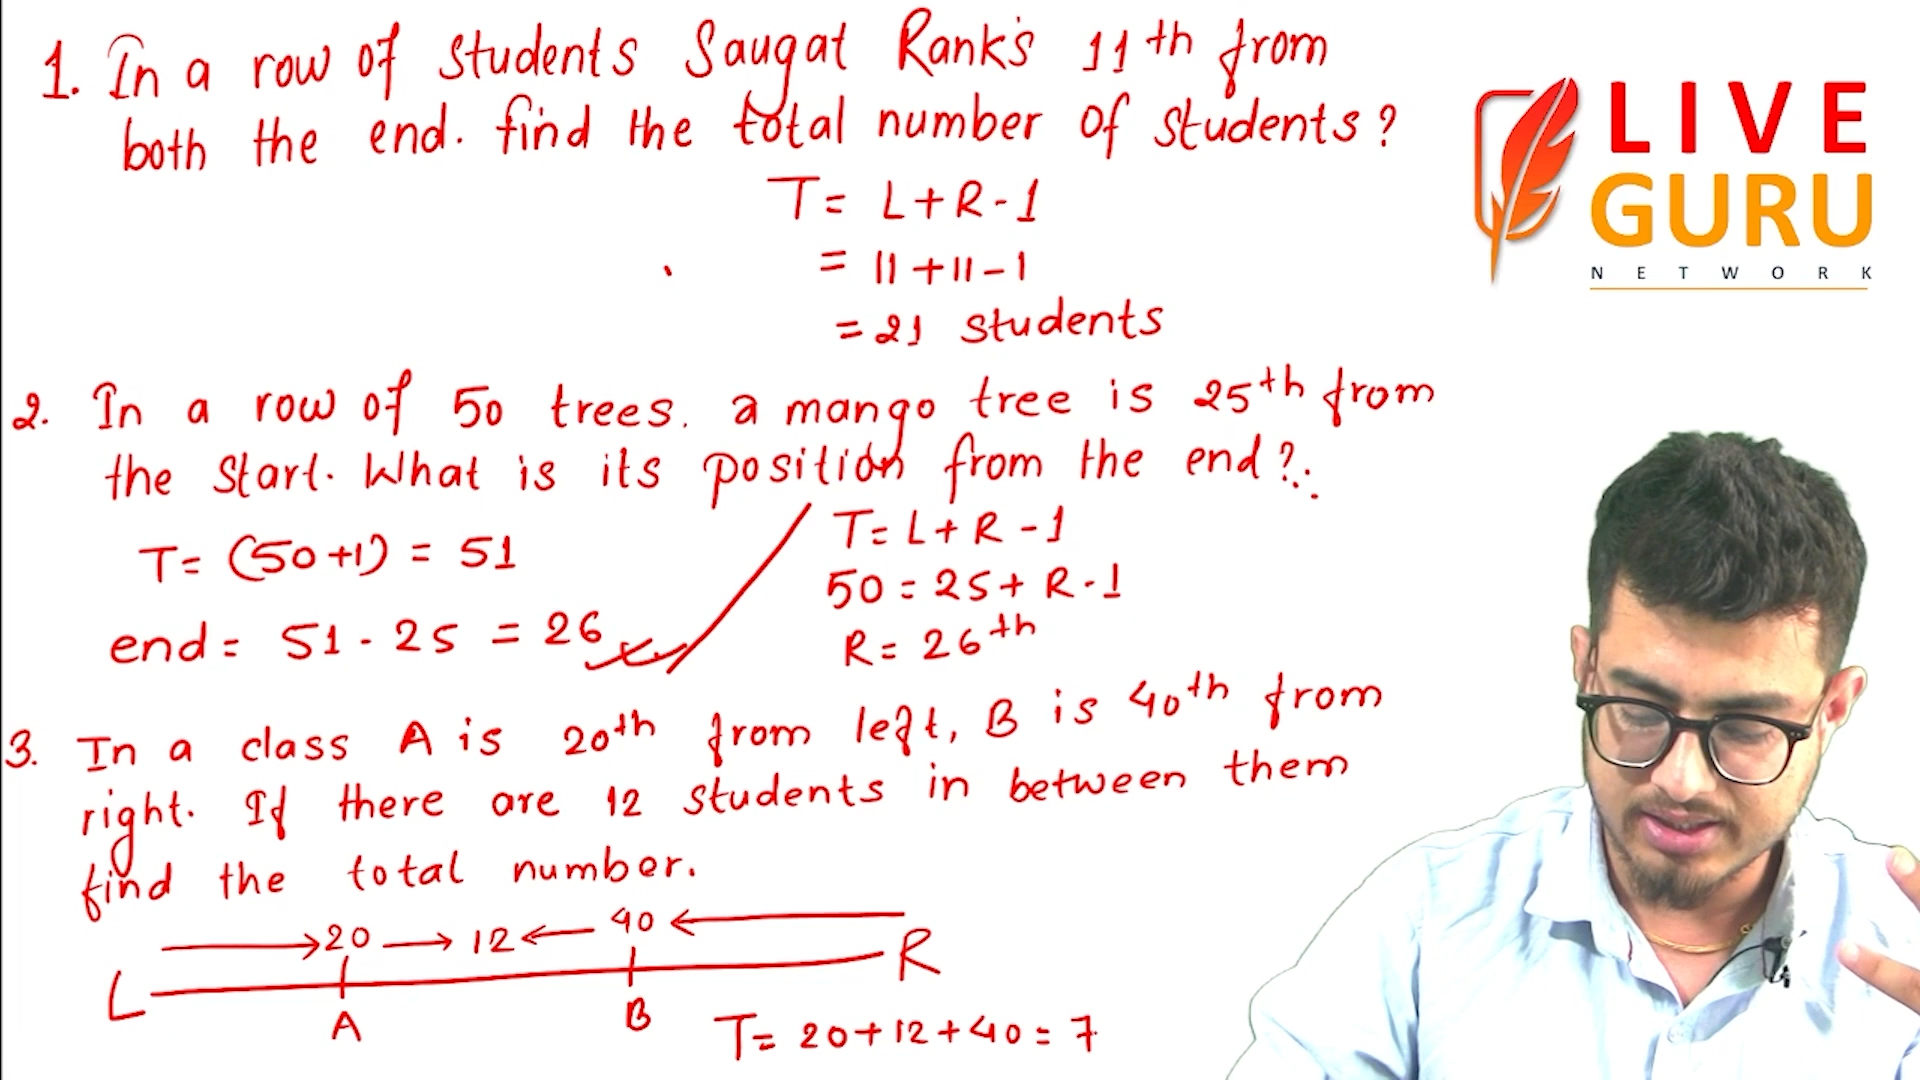 1. In a row of students Saugat Rank's 11th from
both the end. find the total number of students?
T= L+R-1
= 11+11-1
=21 students
2. In a row of 50 trees. a mango tree is 25th from
the start. What is its position from the end?
T= (50+1) = 51
end= 51-25 = 26
T= L+R-1
50=25+R-1
R=26th
3. In a class A is 20th from left, B is 40th from
right. If there are 12 students in between them
find the total number.
20 12 40
L R
A B
T= 20+12+40=7
LIVE
GURU
NETWORK